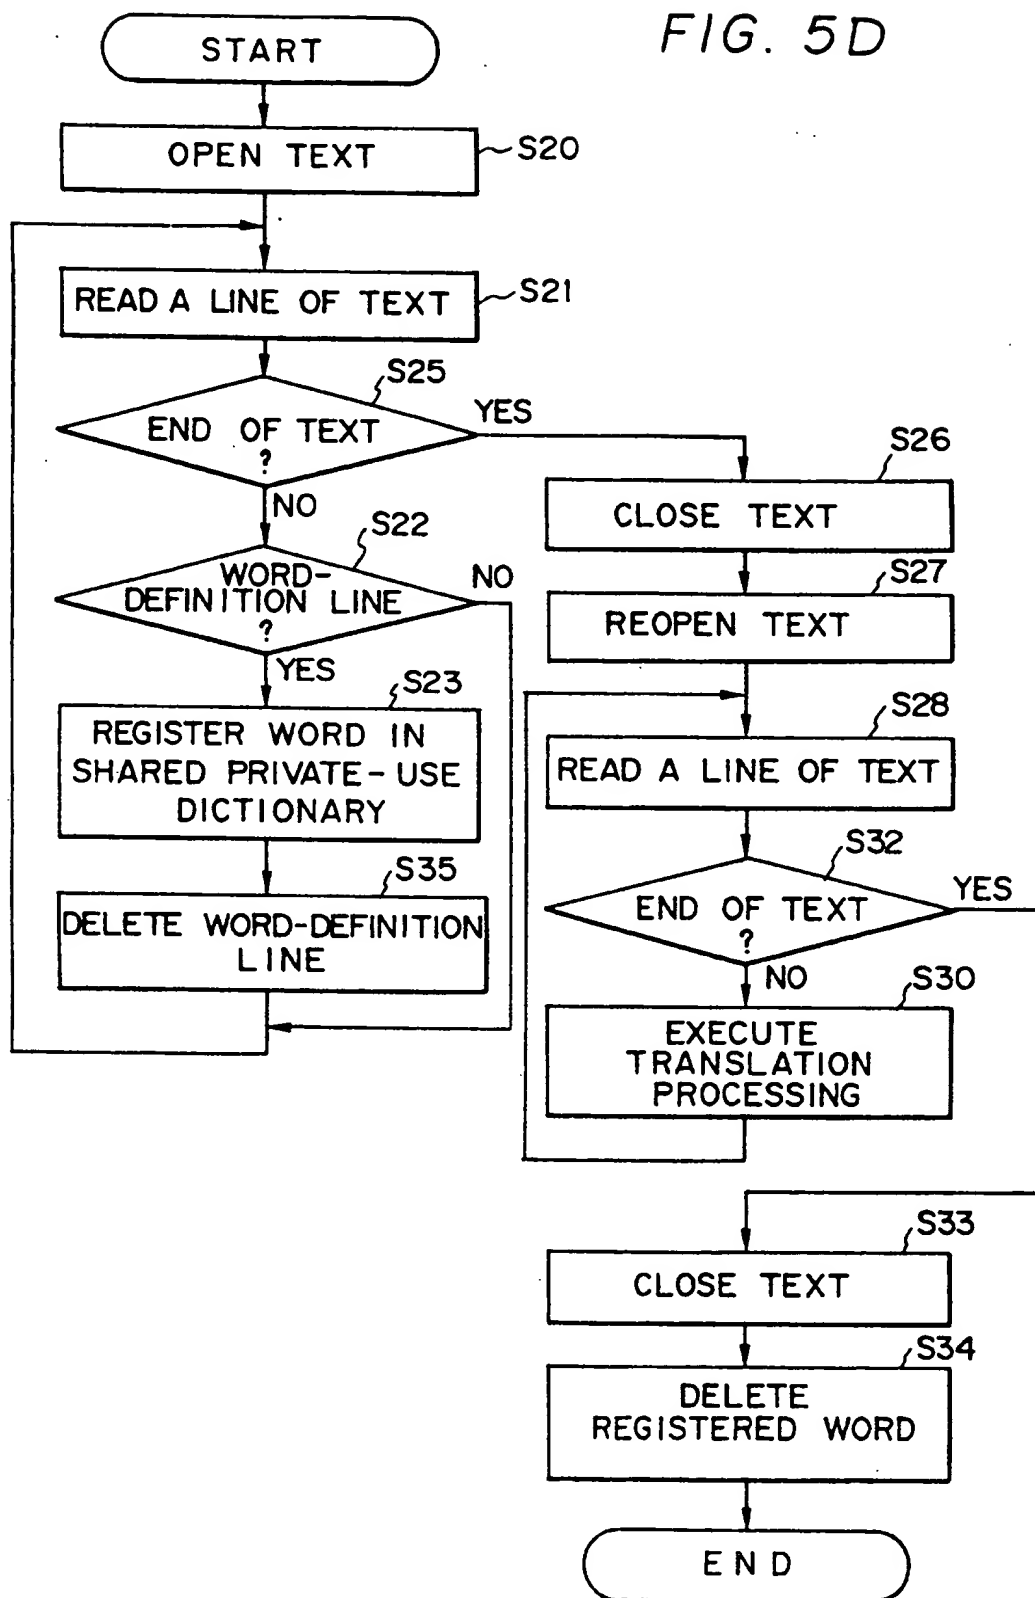 FIG. 5D
START
OPEN TEXT
S20
READ A LINE OF TEXT
S21
S25
END OF TEXT
?
YES
NO
S22
WORD-
DEFINITION LINE
?
NO
YES
S23
REGISTER WORD IN
SHARED PRIVATE-USE
DICTIONARY
S35
DELETE WORD-DEFINITION
LINE
S26
CLOSE TEXT
S27
REOPEN TEXT
S28
READ A LINE OF TEXT
S32
END OF TEXT
?
YES
NO
S30
EXECUTE
TRANSLATION
PROCESSING
S33
CLOSE TEXT
S34
DELETE
REGISTERED WORD
END